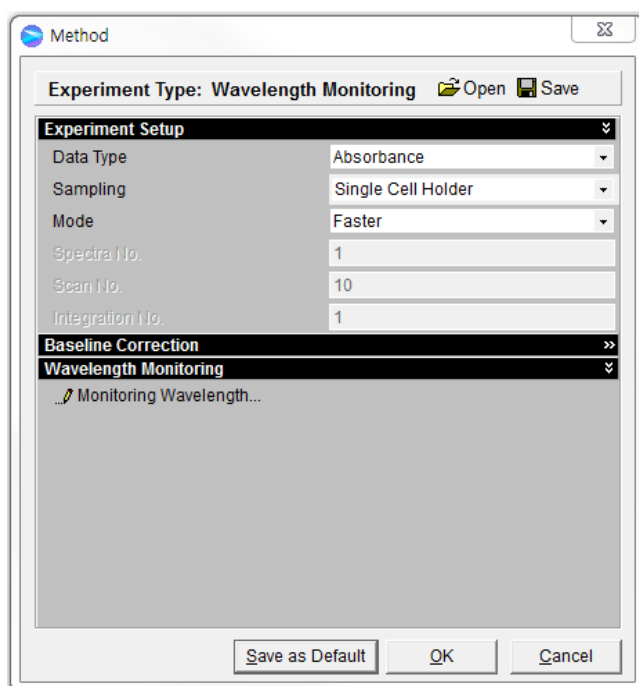 Method
Experiment Type: Wavelength Monitoring Open Save
Experiment Setup
Data Type Absorbance
Sampling Single Cell Holder
Mode Faster
Spectra No. 1
Scan No. 10
Integration No. 1
Baseline Correction
Wavelength Monitoring
Monitoring Wavelength...
Save as Default OK Cancel